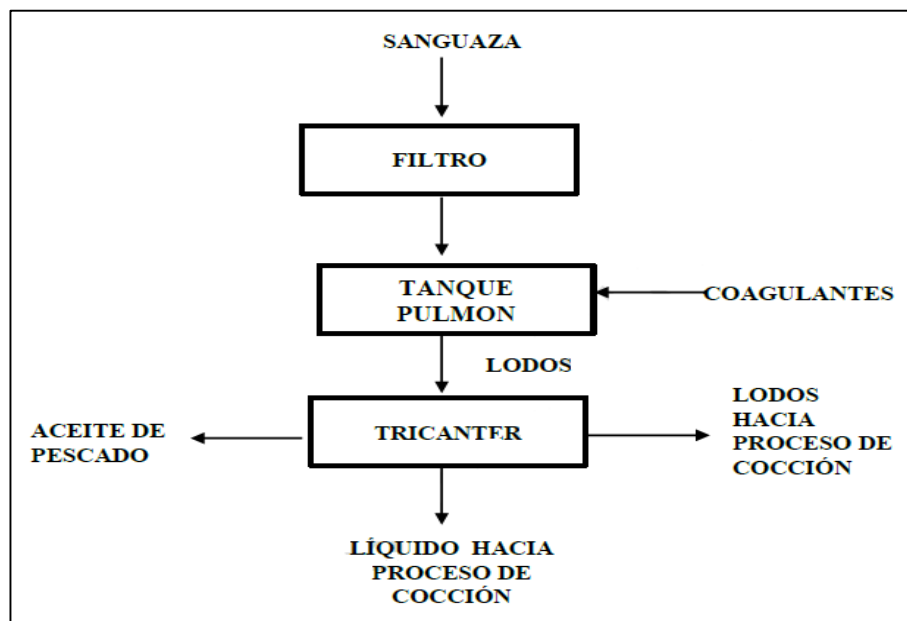 SANGUAZA
FILTRO
TANQUE
PULMON
COAGULANTES
LODOS
TRICANTER
ACEITE DE
PESCADO
LODOS
HACIA
PROCESO DE
COCCIÓN
LÍQUIDO HACIA
PROCESO DE
COCCIÓN